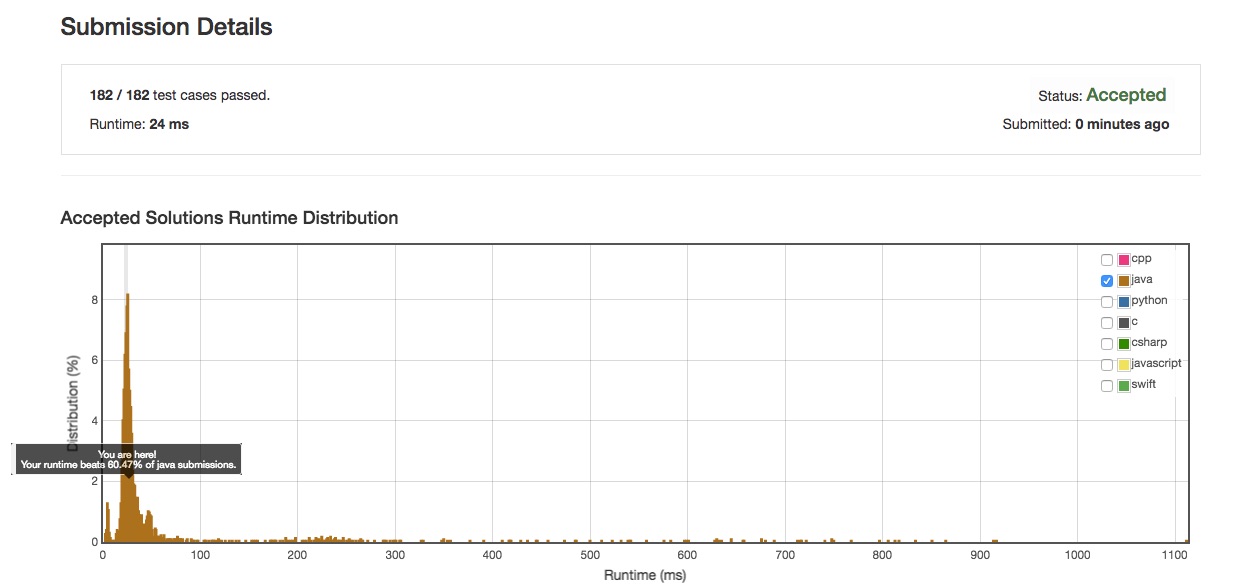 Submission Details
182 / 182 test cases passed.
Status: Accepted
Runtime: 24 ms
Submitted: 0 minutes ago
Accepted Solutions Runtime Distribution
cpp
java
python
c
csharp
javascript
swift
Distribution (%)
8
6
4
2
0
You are here!
Your runtime beats 60.47% of java submissions.
0 100 200 300 400 500 600 700 800 900 1000 1100
Runtime (ms)